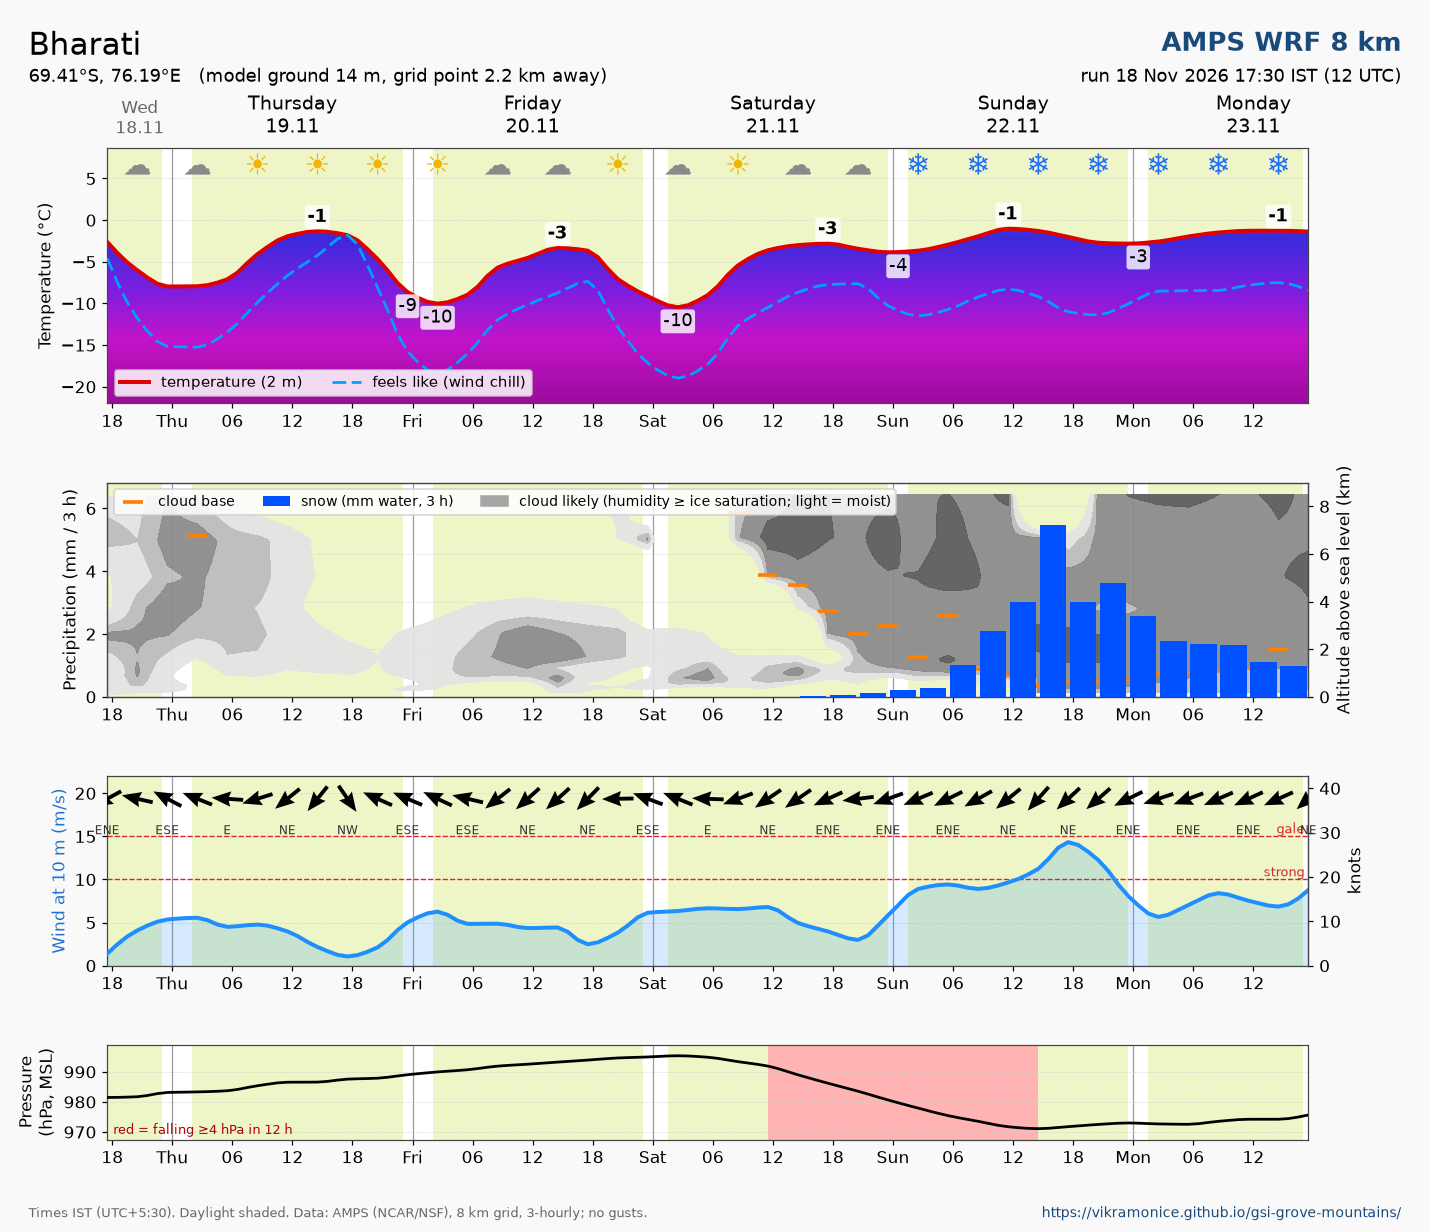 Bharati
AMPS WRF 8 km
69.41°S, 76.19°E (model ground 14 m, grid point 2.2 km away)
run 18 Nov 2026 17:30 IST (12 UTC)
Wed Thursday Friday Saturday Sunday Monday
18.11 19.11 20.11 21.11 22.11 23.11
Temperature (°C)
5
0
−5
−10
−15
−20
-1 -3 -3 -1 -1
-9 -10 -10 -4 -3
temperature (2 m) feels like (wind chill)
18 Thu 06 12 18 Fri 06 12 18 Sat 06 12 18 Sun 06 12 18 Mon 06 12
Precipitation (mm / 3 h)
6
4
2
0
cloud base snow (mm water, 3 h) cloud likely (humidity ≥ ice saturation; light = moist)
8
6
4
2
0
Altitude above sea level (km)
18 Thu 06 12 18 Fri 06 12 18 Sat 06 12 18 Sun 06 12 18 Mon 06 12
Wind at 10 m (m/s)
20
15
10
5
0
ENE ESE E NE NW ESE ESE NE NE ESE E NE ENE ENE ENE NE NE ENE ENE ENE NE
gale
strong
40
30
20
10
0
knots
18 Thu 06 12 18 Fri 06 12 18 Sat 06 12 18 Sun 06 12 18 Mon 06 12
Pressure
(hPa, MSL)
990
980
970
red = falling ≥4 hPa in 12 h
18 Thu 06 12 18 Fri 06 12 18 Sat 06 12 18 Sun 06 12 18 Mon 06 12
Times IST (UTC+5:30). Daylight shaded. Data: AMPS (NCAR/NSF), 8 km grid, 3-hourly; no gusts.
https://vikramonice.github.io/gsi-grove-mountains/